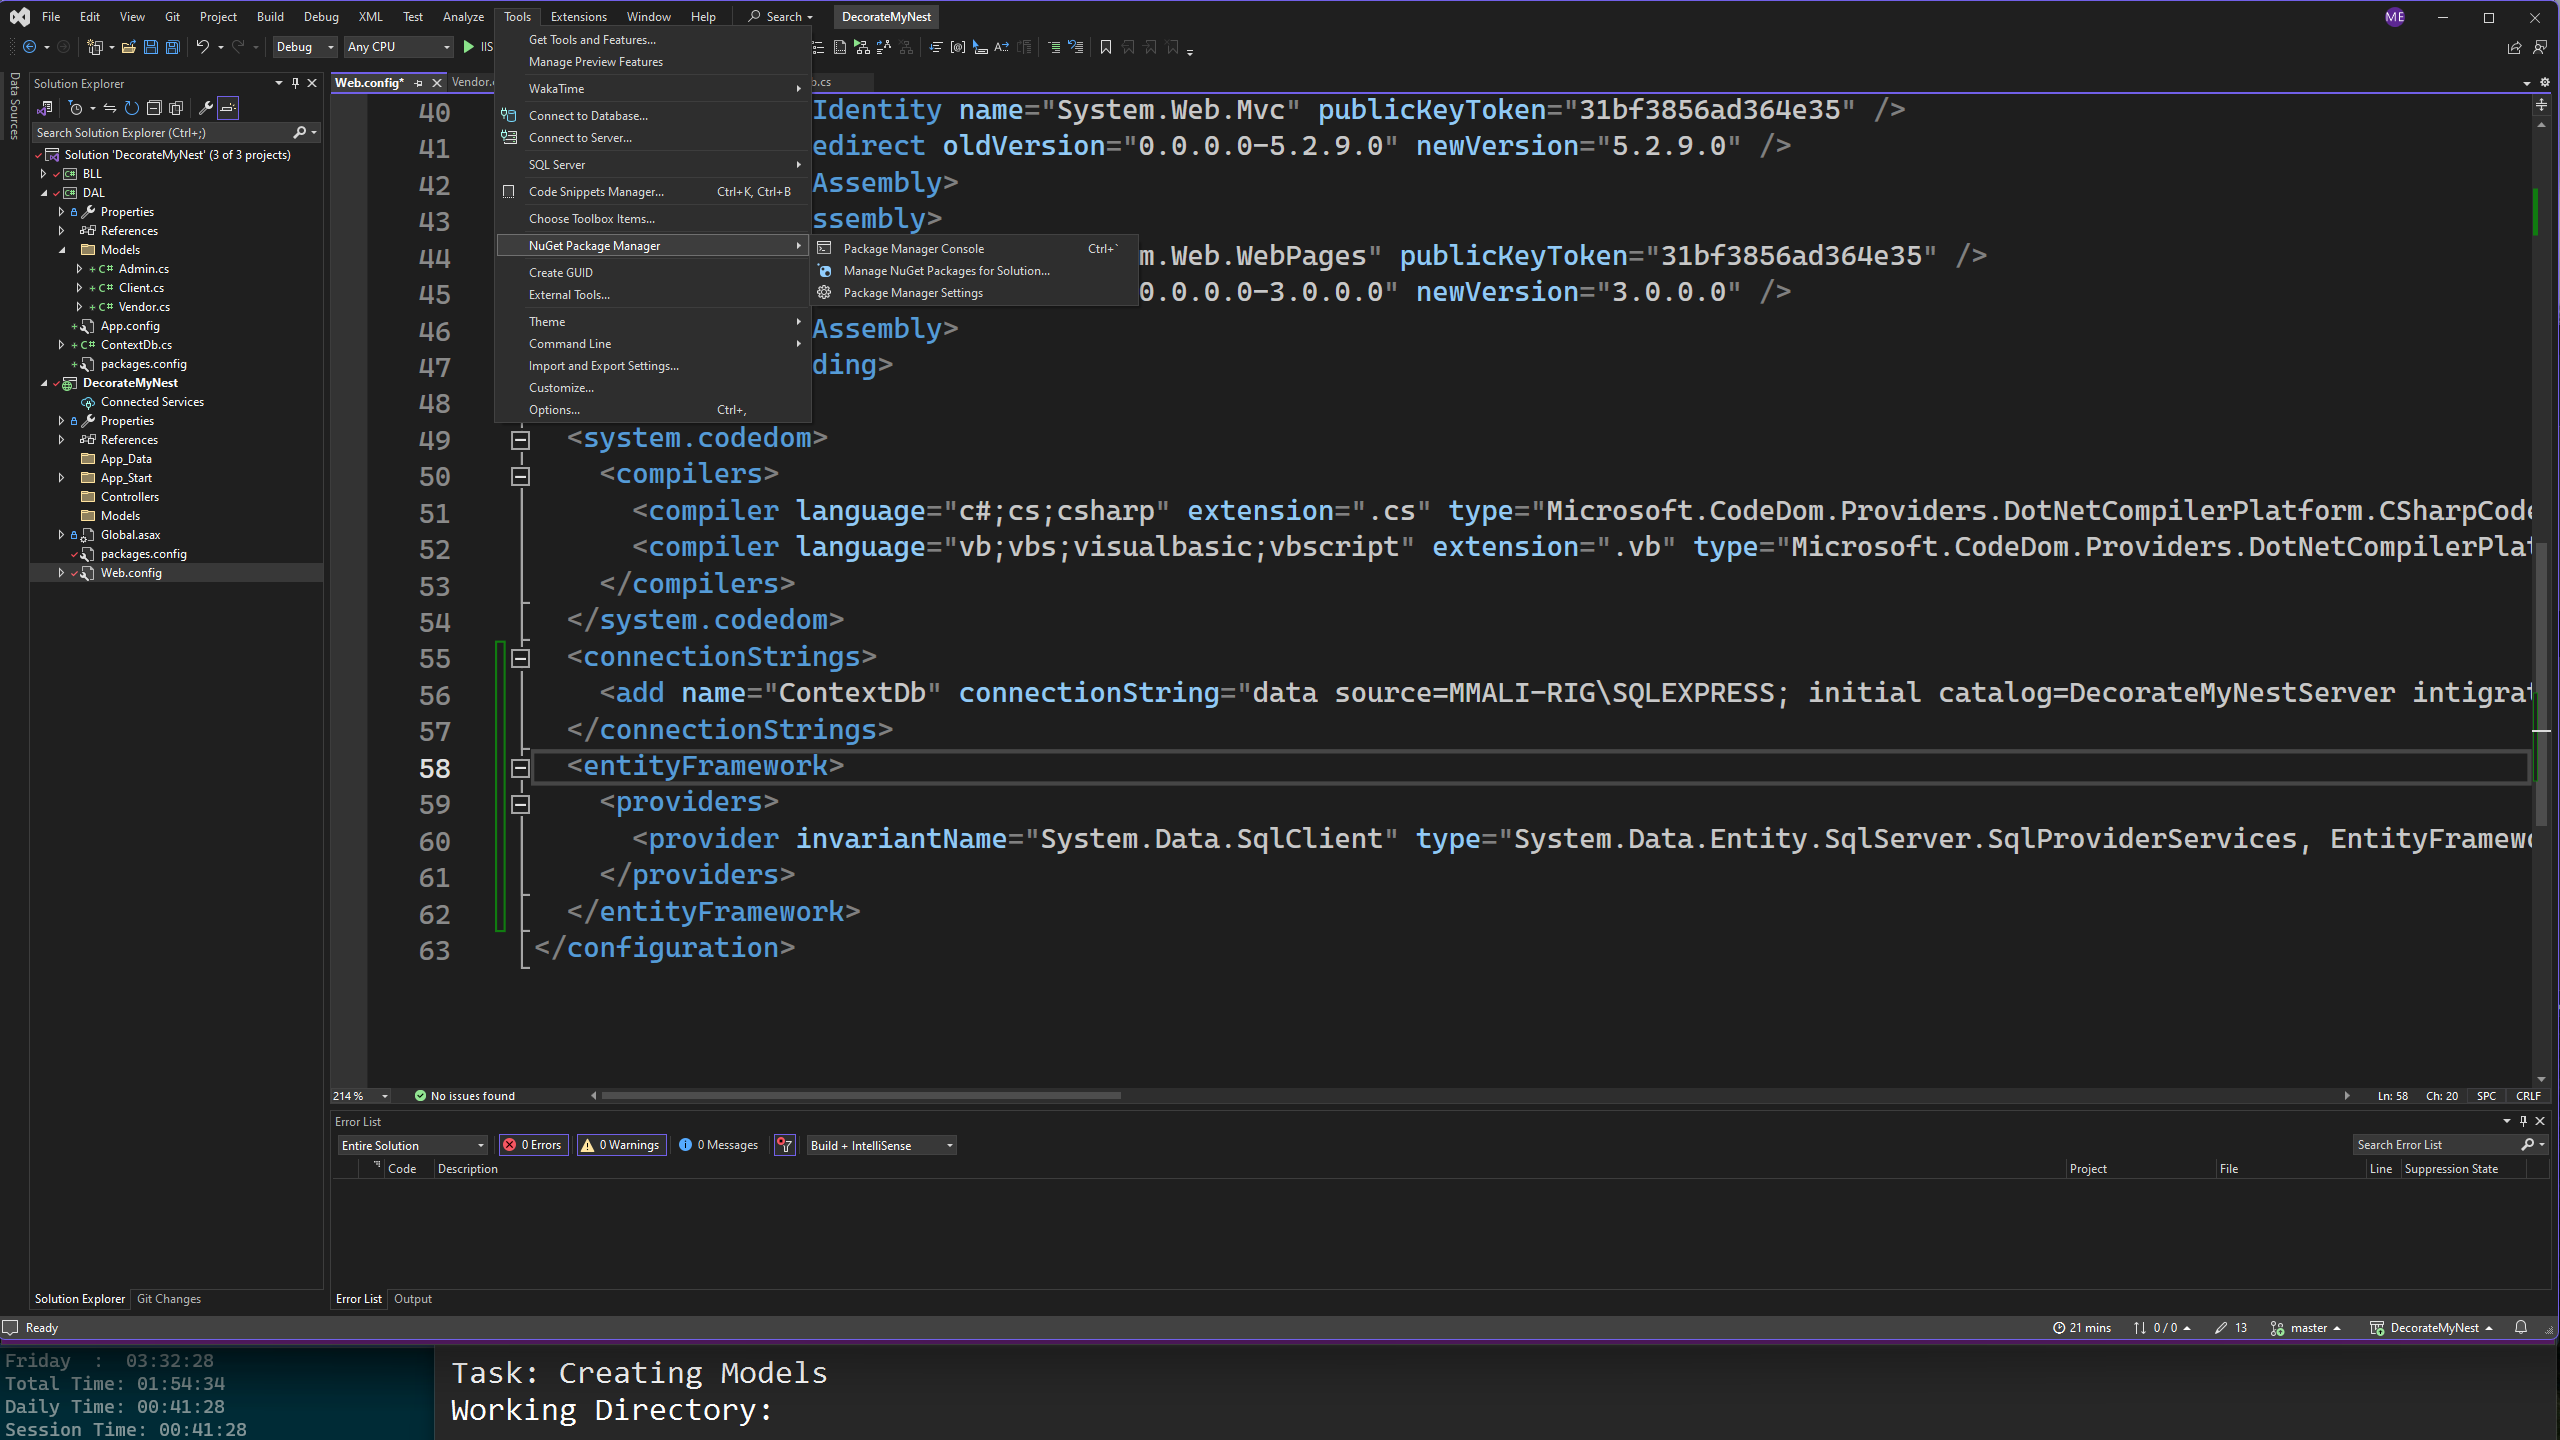 File Edit View Git Project Build Debug XML Test Analyze Tools Extensions Window Help Search DecorateMyNest ME
Debug Any CPU IIS
Data Sources
Solution Explorer
Search Solution Explorer (Ctrl+;)
Solution 'DecorateMyNest' (3 of 3 projects)
BLL
DAL
Properties
References
Models
C# Admin.cs
C# Client.cs
C# Vendor.cs
App.config
C# ContextDb.cs
packages.config
DecorateMyNest
Connected Services
Properties
References
App_Data
App_Start
Controllers
Models
Global.asax
packages.config
Web.config
Solution Explorer Git Changes
Get Tools and Features...
Manage Preview Features
WakaTime
Connect to Database...
Connect to Server...
SQL Server
Code Snippets Manager... Ctrl+K, Ctrl+B
Choose Toolbox Items...
NuGet Package Manager
Create GUID
External Tools...
Theme
Command Line
Import and Export Settings...
Customize...
Options... Ctrl+,
Package Manager Console Ctrl+`
Manage NuGet Packages for Solution...
Package Manager Settings
Web.config* Vendor.c b.cs
40 Identity name="System.Web.Mvc" publicKeyToken="31bf3856ad364e35" />
41 edirect oldVersion="0.0.0.0-5.2.9.0" newVersion="5.2.9.0" />
42 Assembly>
43 ssembly>
44 m.Web.WebPages" publicKeyToken="31bf3856ad364e35" />
45 0.0.0.0-3.0.0.0" newVersion="3.0.0.0" />
46 Assembly>
47 ding>
48
49 <system.codedom>
50 <compilers>
51 <compiler language="c#;cs;csharp" extension=".cs" type="Microsoft.CodeDom.Providers.DotNetCompilerPlatform.CSharpCode
52 <compiler language="vb;vbs;visualbasic;vbscript" extension=".vb" type="Microsoft.CodeDom.Providers.DotNetCompilerPlat
53 </compilers>
54 </system.codedom>
55 <connectionStrings>
56 <add name="ContextDb" connectionString="data source=MMALI-RIG\SQLEXPRESS; initial catalog=DecorateMyNestServer intigrat
57 </connectionStrings>
58 <entityFramework>
59 <providers>
60 <provider invariantName="System.Data.SqlClient" type="System.Data.Entity.SqlServer.SqlProviderServices, EntityFramewo
61 </providers>
62 </entityFramework>
63 </configuration>
214 % No issues found Ln: 58 Ch: 20 SPC CRLF
Error List
Entire Solution 0 Errors 0 Warnings 0 Messages Build + IntelliSense Search Error List
Code Description Project File Line Suppression State
Error List Output
Ready 21 mins 0 / 0 13 master DecorateMyNest
Friday : 03:32:28
Total Time: 01:54:34
Daily Time: 00:41:28
Session Time: 00:41:28
Task: Creating Models
Working Directory: